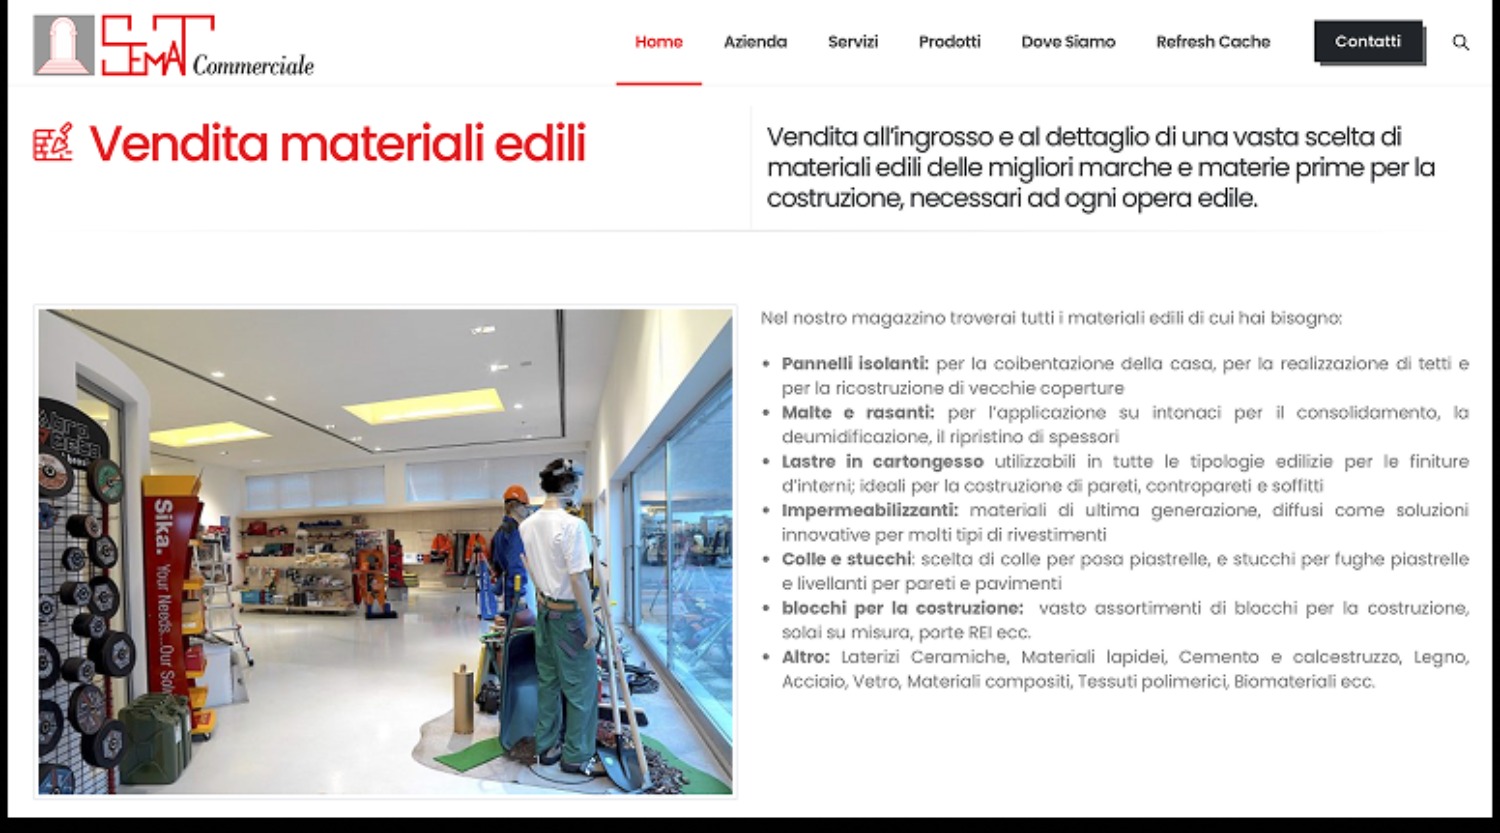 SEMAT Commerciale
Home Azienda Servizi Prodotti Dove Siamo Refresh Cache Contatti
Vendita materiali edili
Vendita all'ingrosso e al dettaglio di una vasta scelta di
materiali edili delle migliori marche e materie prime per la
costruzione, necessari ad ogni opera edile.
Sika. Your Needs...Our
Nel nostro magazzino troverai tutti i materiali edili di cui hai bisogno:
• Pannelli isolanti: per la coibentazione della casa, per la realizzazione di tetti e
per la ricostruzione di vecchie coperture
• Malte e rasanti: per l'applicazione su intonaci per il consolidamento, la
deumidificazione, il ripristino di spessori
• Lastre in cartongesso utilizzabili in tutte le tipologie edilizie per le finiture
d'interni; ideali per la costruzione di pareti, contropareti e soffitti
• Impermeabilizzanti: materiali di ultima generazione, diffusi come soluzioni
innovative per molti tipi di rivestimenti
• Colle e stucchi: scelta di colle per posa piastrelle, e stucchi per fughe piastrelle
e livellanti per pareti e pavimenti
• blocchi per la costruzione: vasto assortimenti di blocchi per la costruzione,
solai su misura, porte REI ecc.
• Altro: Laterizi Ceramiche, Materiali lapidei, Cemento e calcestruzzo, Legno,
Acciaio, Vetro, Materiali compositi, Tessuti polimerici, Biomateriali ecc.